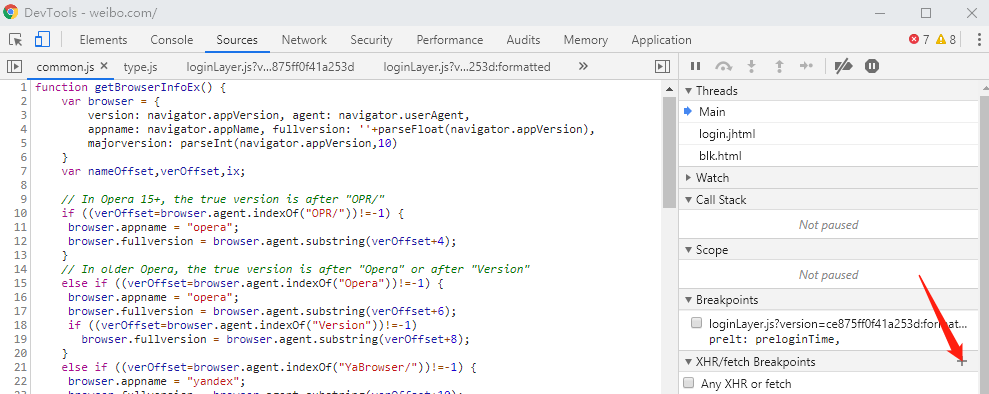 DevTools - weibo.com/
Elements Console Sources Network Security Performance Audits Memory Application 7 8
common.js × type.js loginLayer.js?v...875ff0f41a253d loginLayer.js?v...253d:formatted »
1 function getBrowserInfoEx() {
2 var browser = {
3 version: navigator.appVersion, agent: navigator.userAgent,
4 appname: navigator.appName, fullversion: ''+parseFloat(navigator.appVersion),
5 majorversion: parseInt(navigator.appVersion,10)
6 }
7 var nameOffset,verOffset,ix;
8
9 // In Opera 15+, the true version is after "OPR/"
10 if ((verOffset=browser.agent.indexOf("OPR/"))!=-1) {
11 browser.appname = "opera";
12 browser.fullversion = browser.agent.substring(verOffset+4);
13 }
14 // In older Opera, the true version is after "Opera" or after "Version"
15 else if ((verOffset=browser.agent.indexOf("Opera"))!=-1) {
16 browser.appname = "opera";
17 browser.fullversion = browser.agent.substring(verOffset+6);
18 if ((verOffset=browser.agent.indexOf("Version"))!=-1)
19 browser.fullversion = browser.agent.substring(verOffset+8);
20 }
21 else if ((verOffset=browser.agent.indexOf("YaBrowser/"))!=-1) {
22 browser.appname = "yandex";
Threads
Main
login.jhtml
blk.html
Watch
Call Stack
Not paused
Scope
Not paused
Breakpoints
loginLayer.js?version=ce875ff0f41a253d:format...
prelt: preloginTime,
XHR/fetch Breakpoints +
Any XHR or fetch